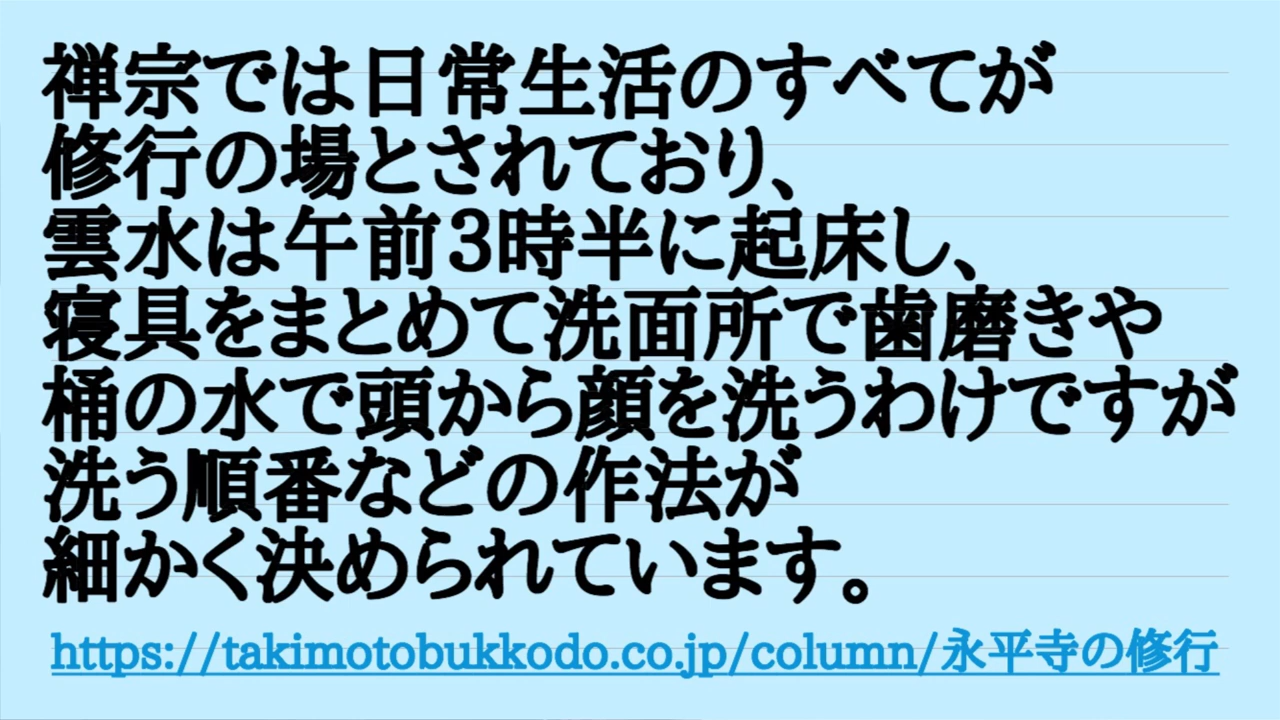 禅宗では日常生活のすべてが
修行の場とされており、
雲水は午前3時半に起床し、
寝具をまとめて洗面所で歯磨きや
桶の水で頭から顔を洗うわけですが
洗う順番などの作法が
細かく決められています。
https://takimotobukkodo.co.jp/column/永平寺の修行